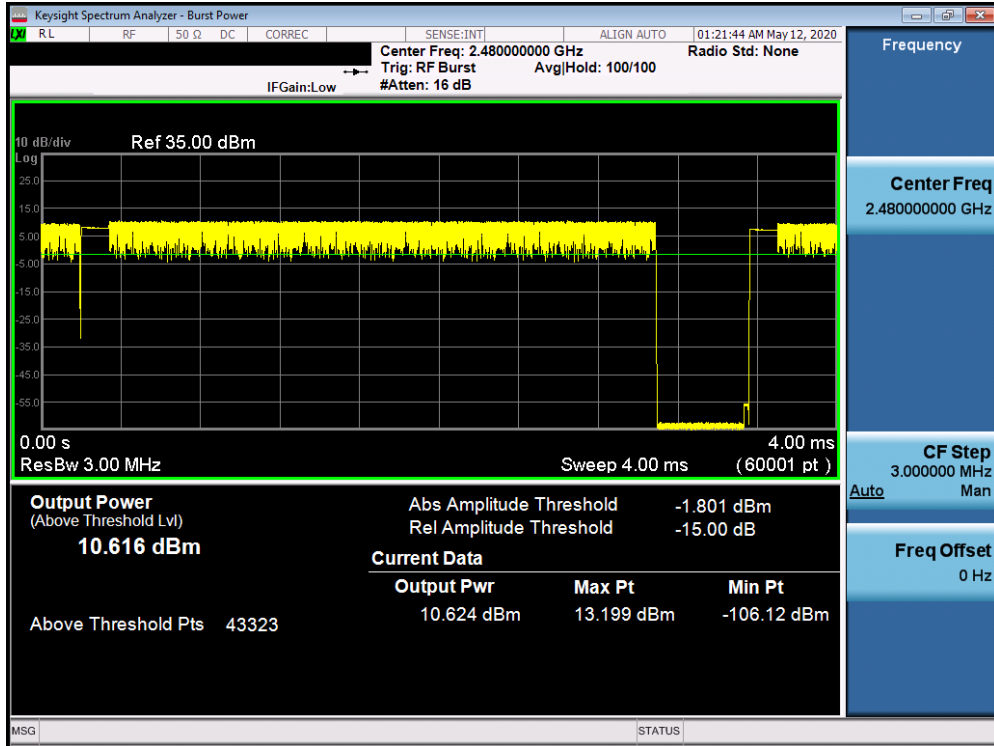 Keysight Spectrum Analyzer - Burst Power
LXI RL RF 50 Ω DC CORREC SENSE:INT ALIGN AUTO 01:21:44 AM May 12, 2020
Center Freq: 2.480000000 GHz Radio Std: None
Trig: RF Burst Avg|Hold: 100/100
IFGain:Low #Atten: 16 dB
10 dB/div Ref 35.00 dBm
Log
25.0
15.0
5.00
-5.00
-15.0
-25.0
-35.0
-45.0
-55.0
0.00 s 4.00 ms
ResBw 3.00 MHz Sweep 4.00 ms (60001 pt)
Output Power
(Above Threshold Lvl)
10.616 dBm
Above Threshold Pts 43323
Abs Amplitude Threshold -1.801 dBm
Rel Amplitude Threshold -15.00 dB
Current Data
Output Pwr Max Pt Min Pt
10.624 dBm 13.199 dBm -106.12 dBm
Frequency
Center Freq
2.480000000 GHz
CF Step
3.000000 MHz
Auto Man
Freq Offset
0 Hz
MSG STATUS